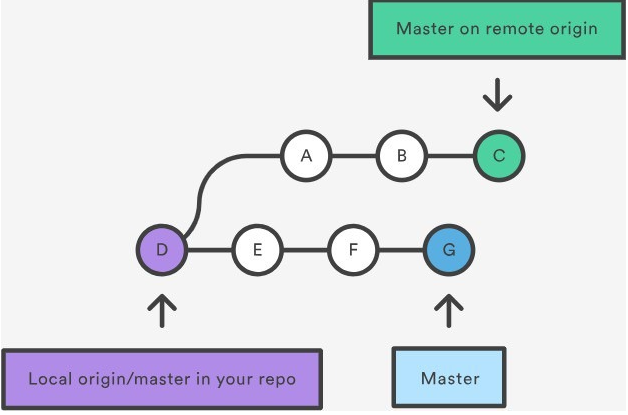 Master on remote origin
A
B
C
D
E
F
G
Local origin/master in your repo
Master